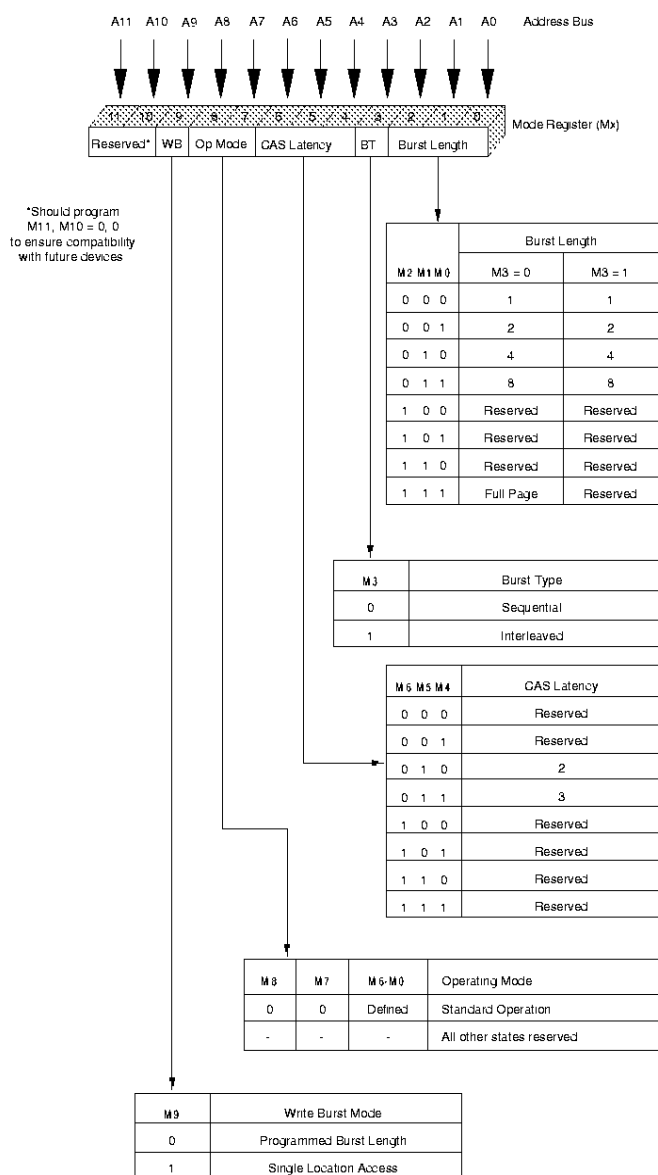 A11 A10 A9 A8 A7 A6 A5 A4 A3 A2 A1 A0 Address Bus
11 10 9 8 7 6 5 4 3 2 1 0
Mode Register (Mx)
Reserved* WB Op Mode CAS Latency BT Burst Length
*Should program
M11, M10 = 0, 0
to ensure compatibility
with future devices
Burst Length
M2 M1 M0 M3 = 0 M3 = 1
0 0 0 1 1
0 0 1 2 2
0 1 0 4 4
0 1 1 8 8
1 0 0 Reserved Reserved
1 0 1 Reserved Reserved
1 1 0 Reserved Reserved
1 1 1 Full Page Reserved
M3 Burst Type
0 Sequential
1 Interleaved
M6 M5 M4 CAS Latency
0 0 0 Reserved
0 0 1 Reserved
0 1 0 2
0 1 1 3
1 0 0 Reserved
1 0 1 Reserved
1 1 0 Reserved
1 1 1 Reserved
M8 M7 M6-M0 Operating Mode
0 0 Defined Standard Operation
- - - All other states reserved
M9 Write Burst Mode
0 Programmed Burst Length
1 Single Location Access